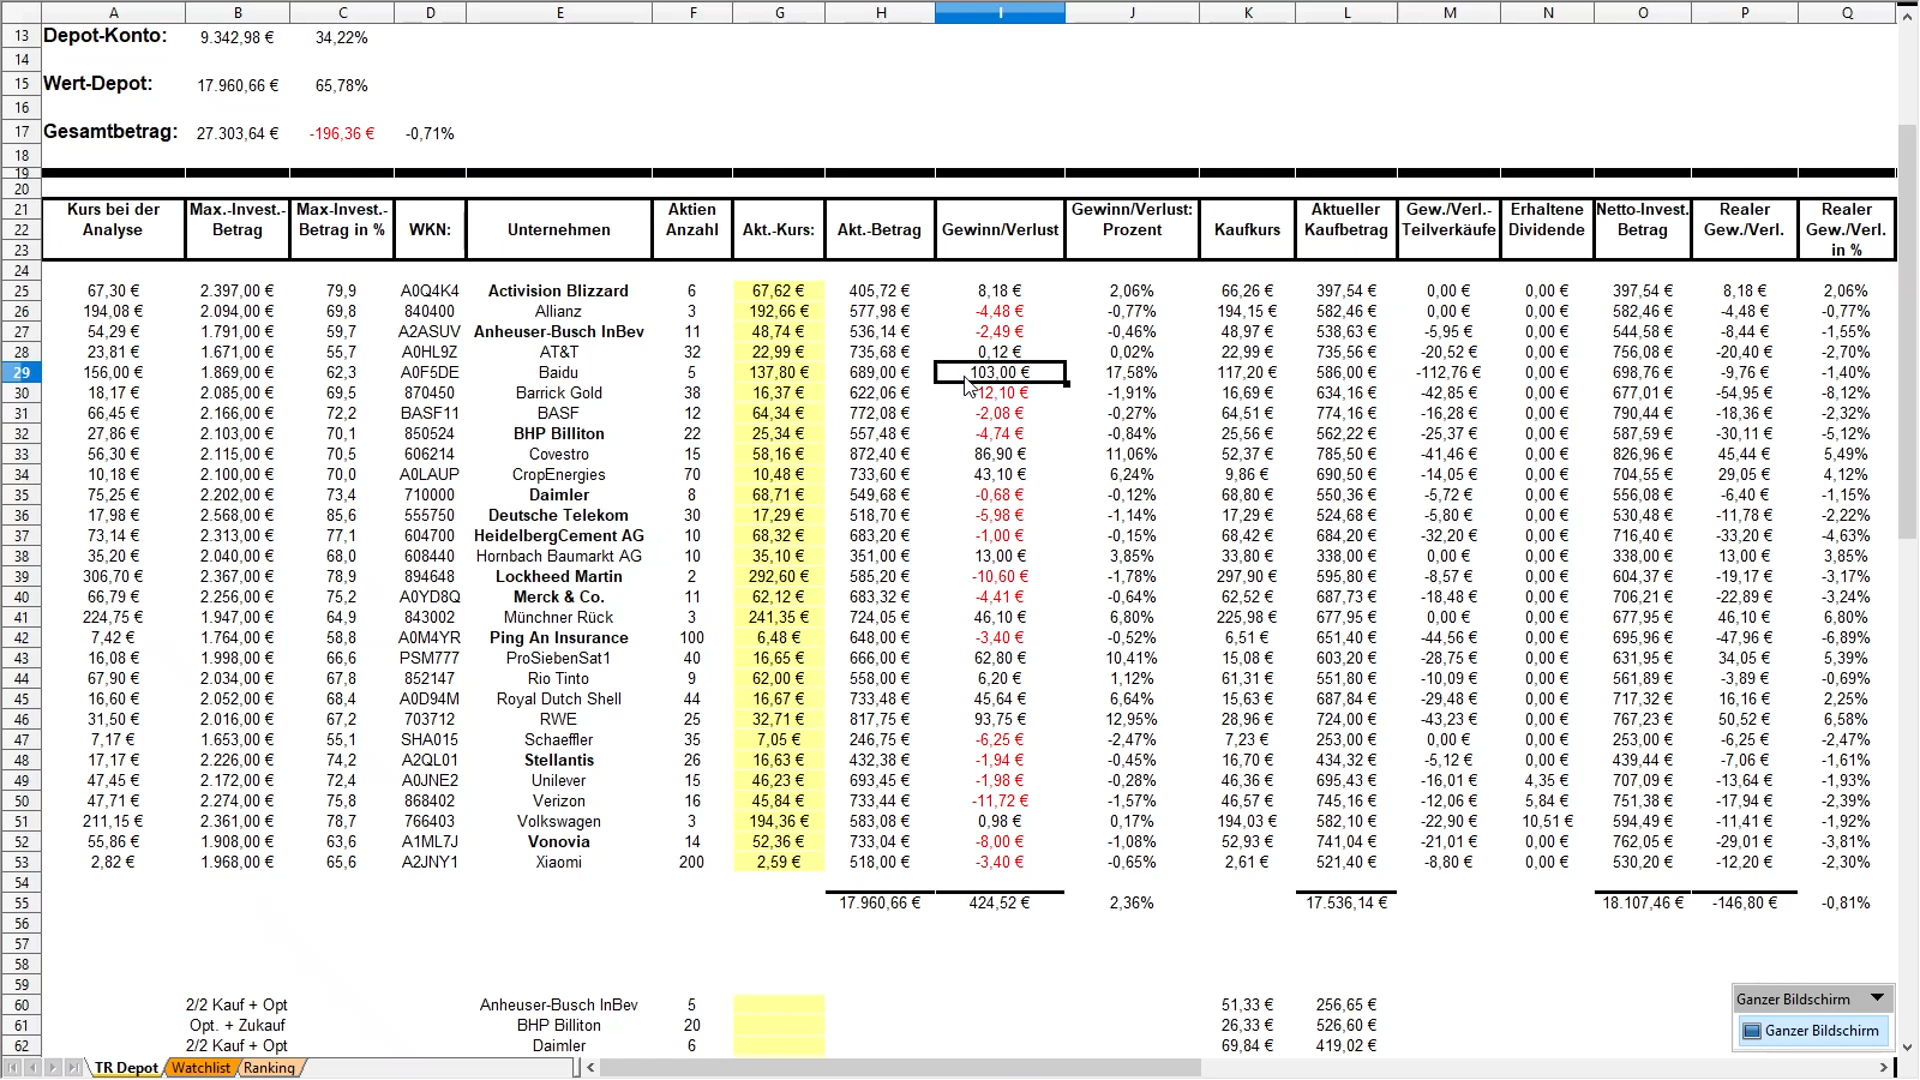 A B C D E F G H I J K L M N O P Q
13 Depot-Konto: 9.342,98 € 34,22%
14
15 Wert-Depot: 17.960,66 € 65,78%
16
17 Gesamtbetrag: 27.303,64 € -196,36 € -0,71%
18
19
20
21 Kurs bei der Max.-Invest.- Max-Invest.- Aktien Gewinn/Verlust: Aktueller Gew./Verl.- Erhaltene Netto-Invest. Realer Realer
22 Analyse Betrag Betrag in % WKN: Unternehmen Anzahl Akt.-Kurs: Akt.-Betrag Gewinn/Verlust Prozent Kaufkurs Kaufbetrag Teilverkäufe Dividende Betrag Gew./Verl. Gew./Verl.
23 in %
24
25 67,30 € 2.397,00 € 79,9 A0Q4K4 Activision Blizzard 6 67,62 € 405,72 € 8,18 € 2,06% 66,26 € 397,54 € 0,00 € 0,00 € 397,54 € 8,18 € 2,06%
26 194,08 € 2.094,00 € 69,8 840400 Allianz 3 192,66 € 577,98 € -4,48 € -0,77% 194,15 € 582,46 € 0,00 € 0,00 € 582,46 € -4,48 € -0,77%
27 54,29 € 1.791,00 € 59,7 A2ASUV Anheuser-Busch InBev 11 48,74 € 536,14 € -2,49 € -0,46% 48,97 € 538,63 € -5,95 € 0,00 € 544,58 € -8,44 € -1,55%
28 23,81 € 1.671,00 € 55,7 A0HL9Z AT&T 32 22,99 € 735,68 € 0,12 € 0,02% 22,99 € 735,56 € -20,52 € 0,00 € 756,08 € -20,40 € -2,70%
29 156,00 € 1.869,00 € 62,3 A0F5DE Baidu 5 137,80 € 689,00 € 103,00 € 17,58% 117,20 € 586,00 € -112,76 € 0,00 € 698,76 € -9,76 € -1,40%
30 18,17 € 2.085,00 € 69,5 870450 Barrick Gold 38 16,37 € 622,06 € 12,10 € -1,91% 16,69 € 634,16 € -42,85 € 0,00 € 677,01 € -54,95 € -8,12%
31 66,45 € 2.166,00 € 72,2 BASF11 BASF 12 64,34 € 772,08 € -2,08 € -0,27% 64,51 € 774,16 € -16,28 € 0,00 € 790,44 € -18,36 € -2,32%
32 27,86 € 2.103,00 € 70,1 850524 BHP Billiton 22 25,34 € 557,48 € -4,74 € -0,84% 25,56 € 562,22 € -25,37 € 0,00 € 587,59 € -30,11 € -5,12%
33 56,30 € 2.115,00 € 70,5 606214 Covestro 15 58,16 € 872,40 € 86,90 € 11,06% 52,37 € 785,50 € -41,46 € 0,00 € 826,96 € 45,44 € 5,49%
34 10,18 € 2.100,00 € 70,0 A0LAUP CropEnergies 70 10,48 € 733,60 € 43,10 € 6,24% 9,86 € 690,50 € -14,05 € 0,00 € 704,55 € 29,05 € 4,12%
35 75,25 € 2.202,00 € 73,4 710000 Daimler 8 68,71 € 549,68 € -0,68 € -0,12% 68,80 € 550,36 € -5,72 € 0,00 € 556,08 € -6,40 € -1,15%
36 17,98 € 2.568,00 € 85,6 555750 Deutsche Telekom 30 17,29 € 518,70 € -5,98 € -1,14% 17,29 € 524,68 € -5,80 € 0,00 € 530,48 € -11,78 € -2,22%
37 73,14 € 2.313,00 € 77,1 604700 HeidelbergCement AG 10 68,32 € 683,20 € -1,00 € -0,15% 68,42 € 684,20 € -32,20 € 0,00 € 716,40 € -33,20 € -4,63%
38 35,20 € 2.040,00 € 68,0 608440 Hornbach Baumarkt AG 10 35,10 € 351,00 € 13,00 € 3,85% 33,80 € 338,00 € 0,00 € 0,00 € 338,00 € 13,00 € 3,85%
39 306,70 € 2.367,00 € 78,9 894648 Lockheed Martin 2 292,60 € 585,20 € -10,60 € -1,78% 297,90 € 595,80 € -8,57 € 0,00 € 604,37 € -19,17 € -3,17%
40 66,79 € 2.256,00 € 75,2 A0YD8Q Merck & Co. 11 62,12 € 683,32 € -4,41 € -0,64% 62,52 € 687,73 € -18,48 € 0,00 € 706,21 € -22,89 € -3,24%
41 224,75 € 1.947,00 € 64,9 843002 Münchner Rück 3 241,35 € 724,05 € 46,10 € 6,80% 225,98 € 677,95 € 0,00 € 0,00 € 677,95 € 46,10 € 6,80%
42 7,42 € 1.764,00 € 58,8 A0M4YR Ping An Insurance 100 6,48 € 648,00 € -3,40 € -0,52% 6,51 € 651,40 € -44,56 € 0,00 € 695,96 € -47,96 € -6,89%
43 16,08 € 1.998,00 € 66,6 PSM777 ProSiebenSat1 40 16,65 € 666,00 € 62,80 € 10,41% 15,08 € 603,20 € -28,75 € 0,00 € 631,95 € 34,05 € 5,39%
44 67,90 € 2.034,00 € 67,8 852147 Rio Tinto 9 62,00 € 558,00 € 6,20 € 1,12% 61,31 € 551,80 € -10,09 € 0,00 € 561,89 € -3,89 € -0,69%
45 16,60 € 2.052,00 € 68,4 A0D94M Royal Dutch Shell 44 16,67 € 733,48 € 45,64 € 6,64% 15,63 € 687,84 € -29,48 € 0,00 € 717,32 € 16,16 € 2,25%
46 31,50 € 2.016,00 € 67,2 703712 RWE 25 32,71 € 817,75 € 93,75 € 12,95% 28,96 € 724,00 € -43,23 € 0,00 € 767,23 € 50,52 € 6,58%
47 7,17 € 1.653,00 € 55,1 SHA015 Schaeffler 35 7,05 € 246,75 € -6,25 € -2,47% 7,23 € 253,00 € 0,00 € 0,00 € 253,00 € -6,25 € -2,47%
48 17,17 € 2.226,00 € 74,2 A2QL01 Stellantis 26 16,63 € 432,38 € -1,94 € -0,45% 16,70 € 434,32 € -5,12 € 0,00 € 439,44 € -7,06 € -1,61%
49 47,45 € 2.172,00 € 72,4 A0JNE2 Unilever 15 46,23 € 693,45 € -1,98 € -0,28% 46,36 € 695,43 € -16,01 € 4,35 € 707,09 € -13,64 € -1,93%
50 47,71 € 2.274,00 € 75,8 868402 Verizon 16 45,84 € 733,44 € -11,72 € -1,57% 46,57 € 745,16 € -12,06 € 5,84 € 751,38 € -17,94 € -2,39%
51 211,15 € 2.361,00 € 78,7 766403 Volkswagen 3 194,36 € 583,08 € 0,98 € 0,17% 194,03 € 582,10 € -22,90 € 10,51 € 594,49 € -11,41 € -1,92%
52 55,86 € 1.908,00 € 63,6 A1ML7J Vonovia 14 52,36 € 733,04 € -8,00 € -1,08% 52,93 € 741,04 € -21,01 € 0,00 € 762,05 € -29,01 € -3,81%
53 2,82 € 1.968,00 € 65,6 A2JNY1 Xiaomi 200 2,59 € 518,00 € -3,40 € -0,65% 2,61 € 521,40 € -8,80 € 0,00 € 530,20 € -12,20 € -2,30%
54
55 17.960,66 € 424,52 € 2,36% 17.536,14 € 18.107,46 € -146,80 € -0,81%
56
57
58
59
60 2/2 Kauf + Opt Anheuser-Busch InBev 5 51,33 € 256,65 €
61 Opt. + Zukauf BHP Billiton 20 26,33 € 526,60 €
62 2/2 Kauf + Opt Daimler 6 69,84 € 419,02 €
Ganzer Bildschirm
Ganzer Bildschirm
TR Depot Watchlist Ranking